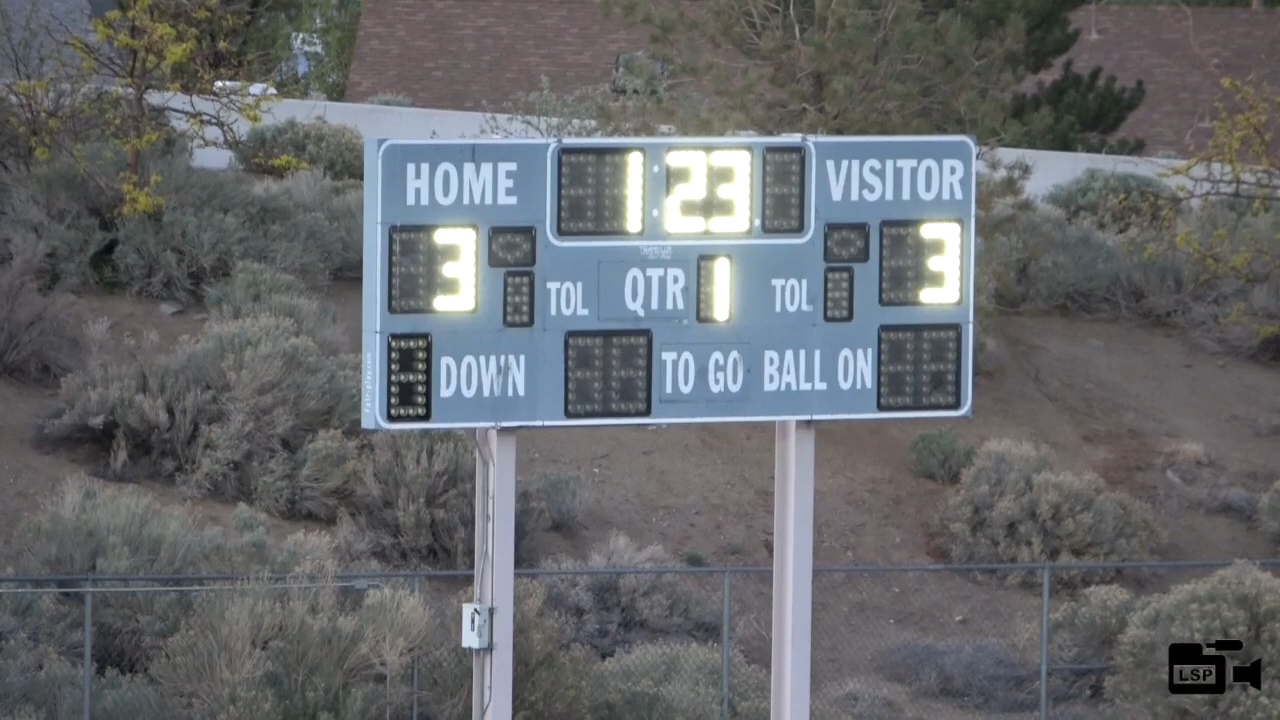 HOME 1:23 VISITOR
3 3
TOL QTR 1 TOL
DOWN TO GO BALL ON
LSP